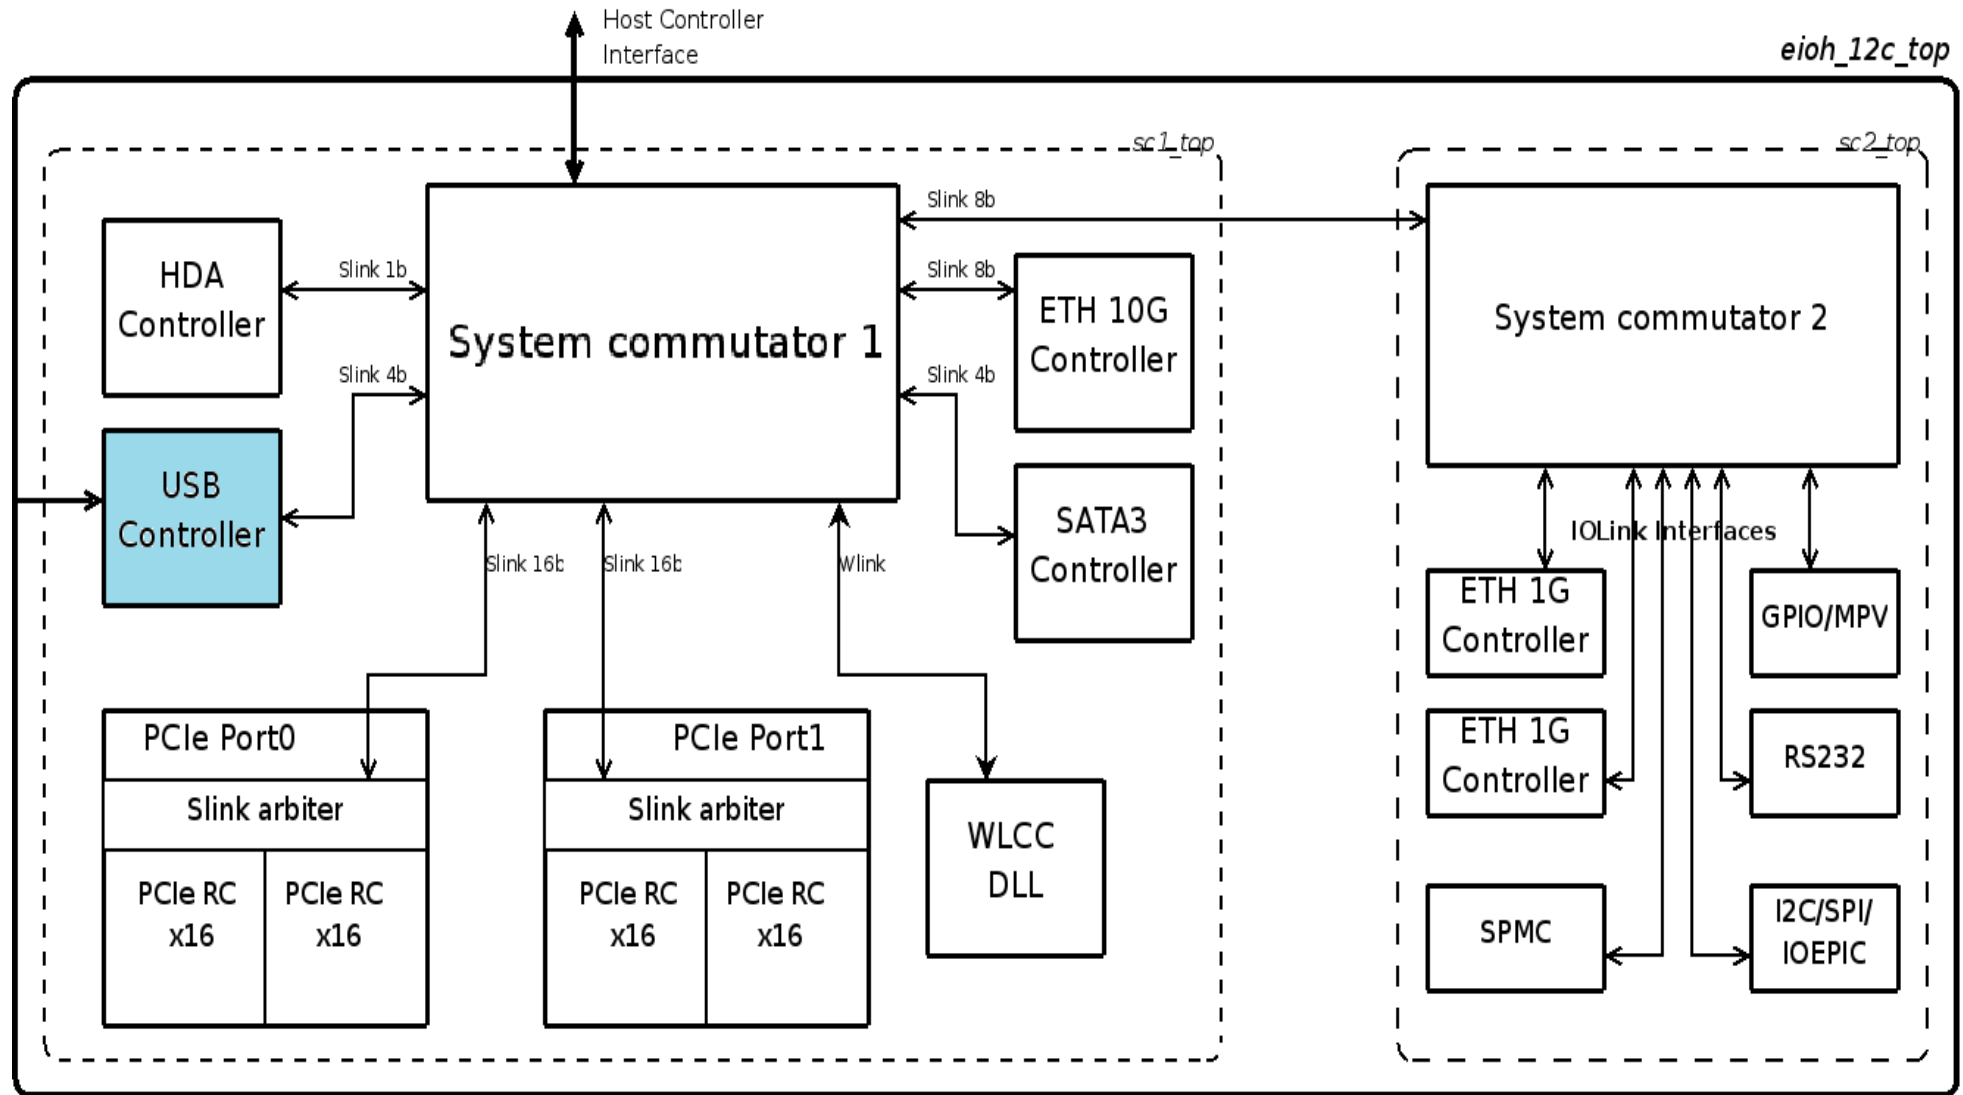 Host Controller
Interface
eioh_12c_top
sc1_top
sc2_top
Slink 8b
HDA
Controller
Slink 1b
System commutator 1
Slink 8b
ETH 10G
Controller
System commutator 2
Slink 4b
Slink 4b
USB
Controller
SATA3
Controller
Slink 16b
Slink 16b
Wlink
IOLink Interfaces
ETH 1G
Controller
GPIO/MPV
PCIe Port0
PCIe Port1
ETH 1G
Controller
RS232
Slink arbiter
Slink arbiter
WLCC
DLL
PCIe RC
x16
PCIe RC
x16
PCIe RC
x16
PCIe RC
x16
SPMC
I2C/SPI/
IOEPIC